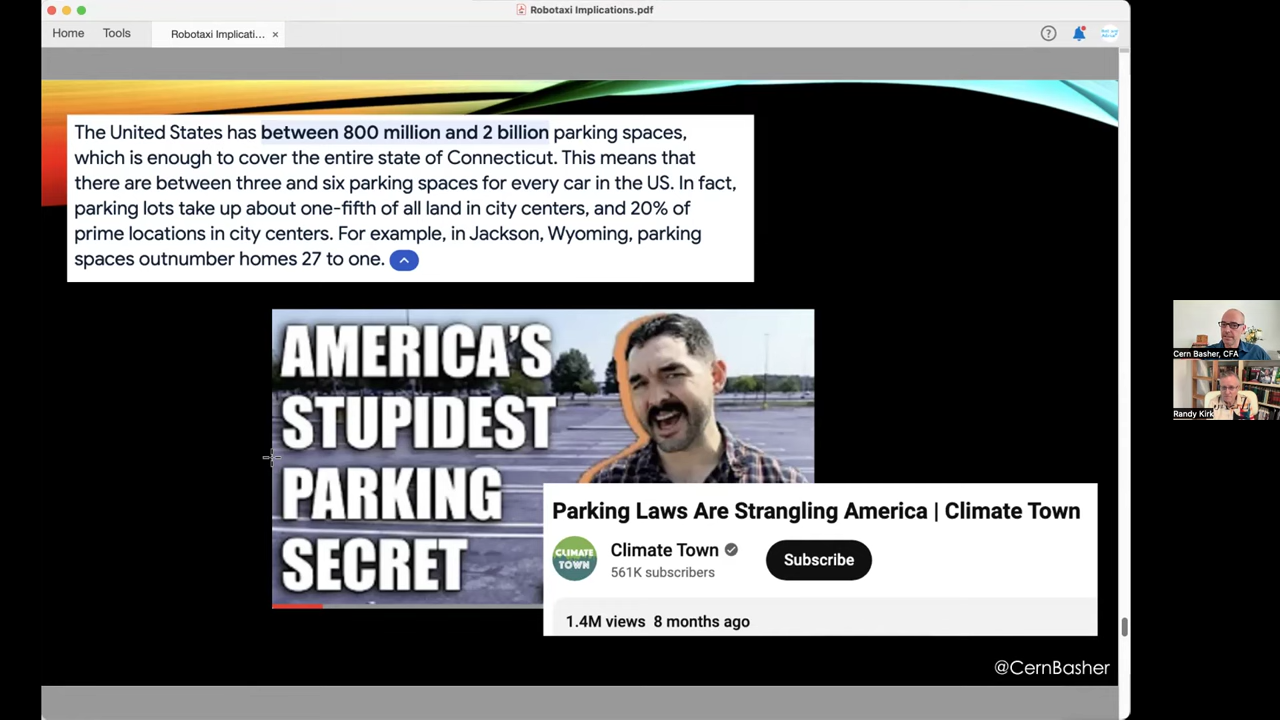 Robotaxi Implications.pdf
Home Tools Robotaxi Implicati... ×
The United States has between 800 million and 2 billion parking spaces,
which is enough to cover the entire state of Connecticut. This means that
there are between three and six parking spaces for every car in the US. In fact,
parking lots take up about one-fifth of all land in city centers, and 20% of
prime locations in city centers. For example, in Jackson, Wyoming, parking
spaces outnumber homes 27 to one.
AMERICA'S
STUPIDEST
PARKING
SECRET
Parking Laws Are Strangling America | Climate Town
CLIMATE
TOWN
Climate Town
561K subscribers
Subscribe
1.4M views 8 months ago
@CernBasher
Cern Basher, CFA
Randy Kirk